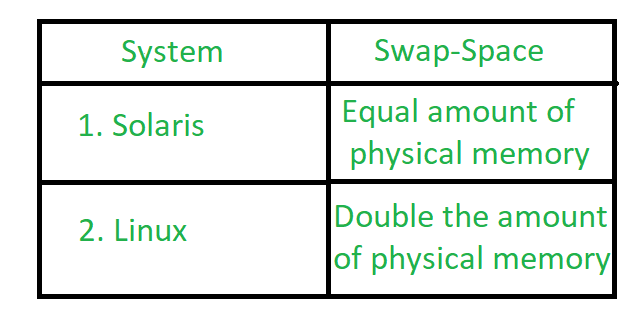 System
Swap-Space
1. Solaris
Equal amount of
physical memory
2. Linux
Double the amount
of physical memory